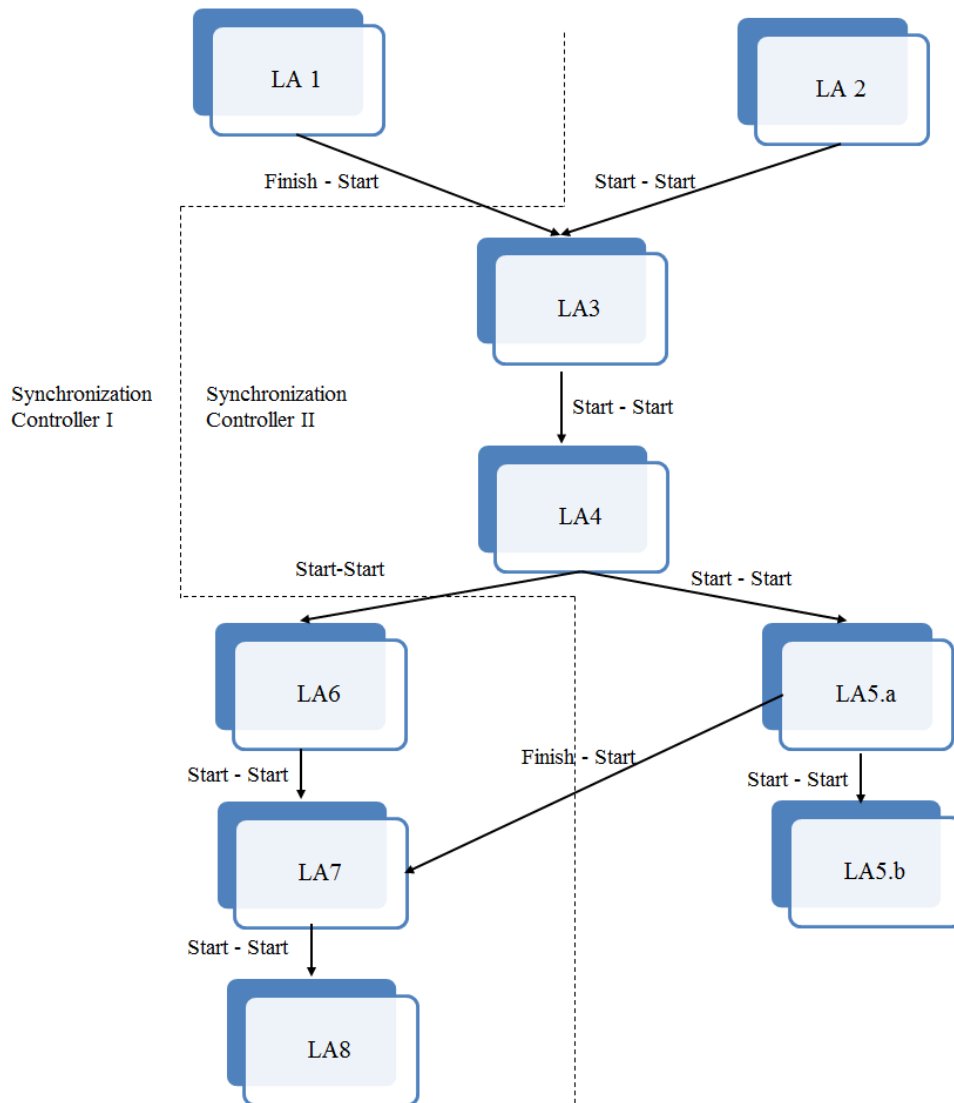 LA 1
LA 2
Finish - Start
Start - Start
LA3
Synchronization
Controller I
Synchronization
Controller II
Start - Start
LA4
Start-Start
Start - Start
LA6
LA5.a
Finish - Start
Start - Start
Start - Start
LA7
LA5.b
Start - Start
LA8